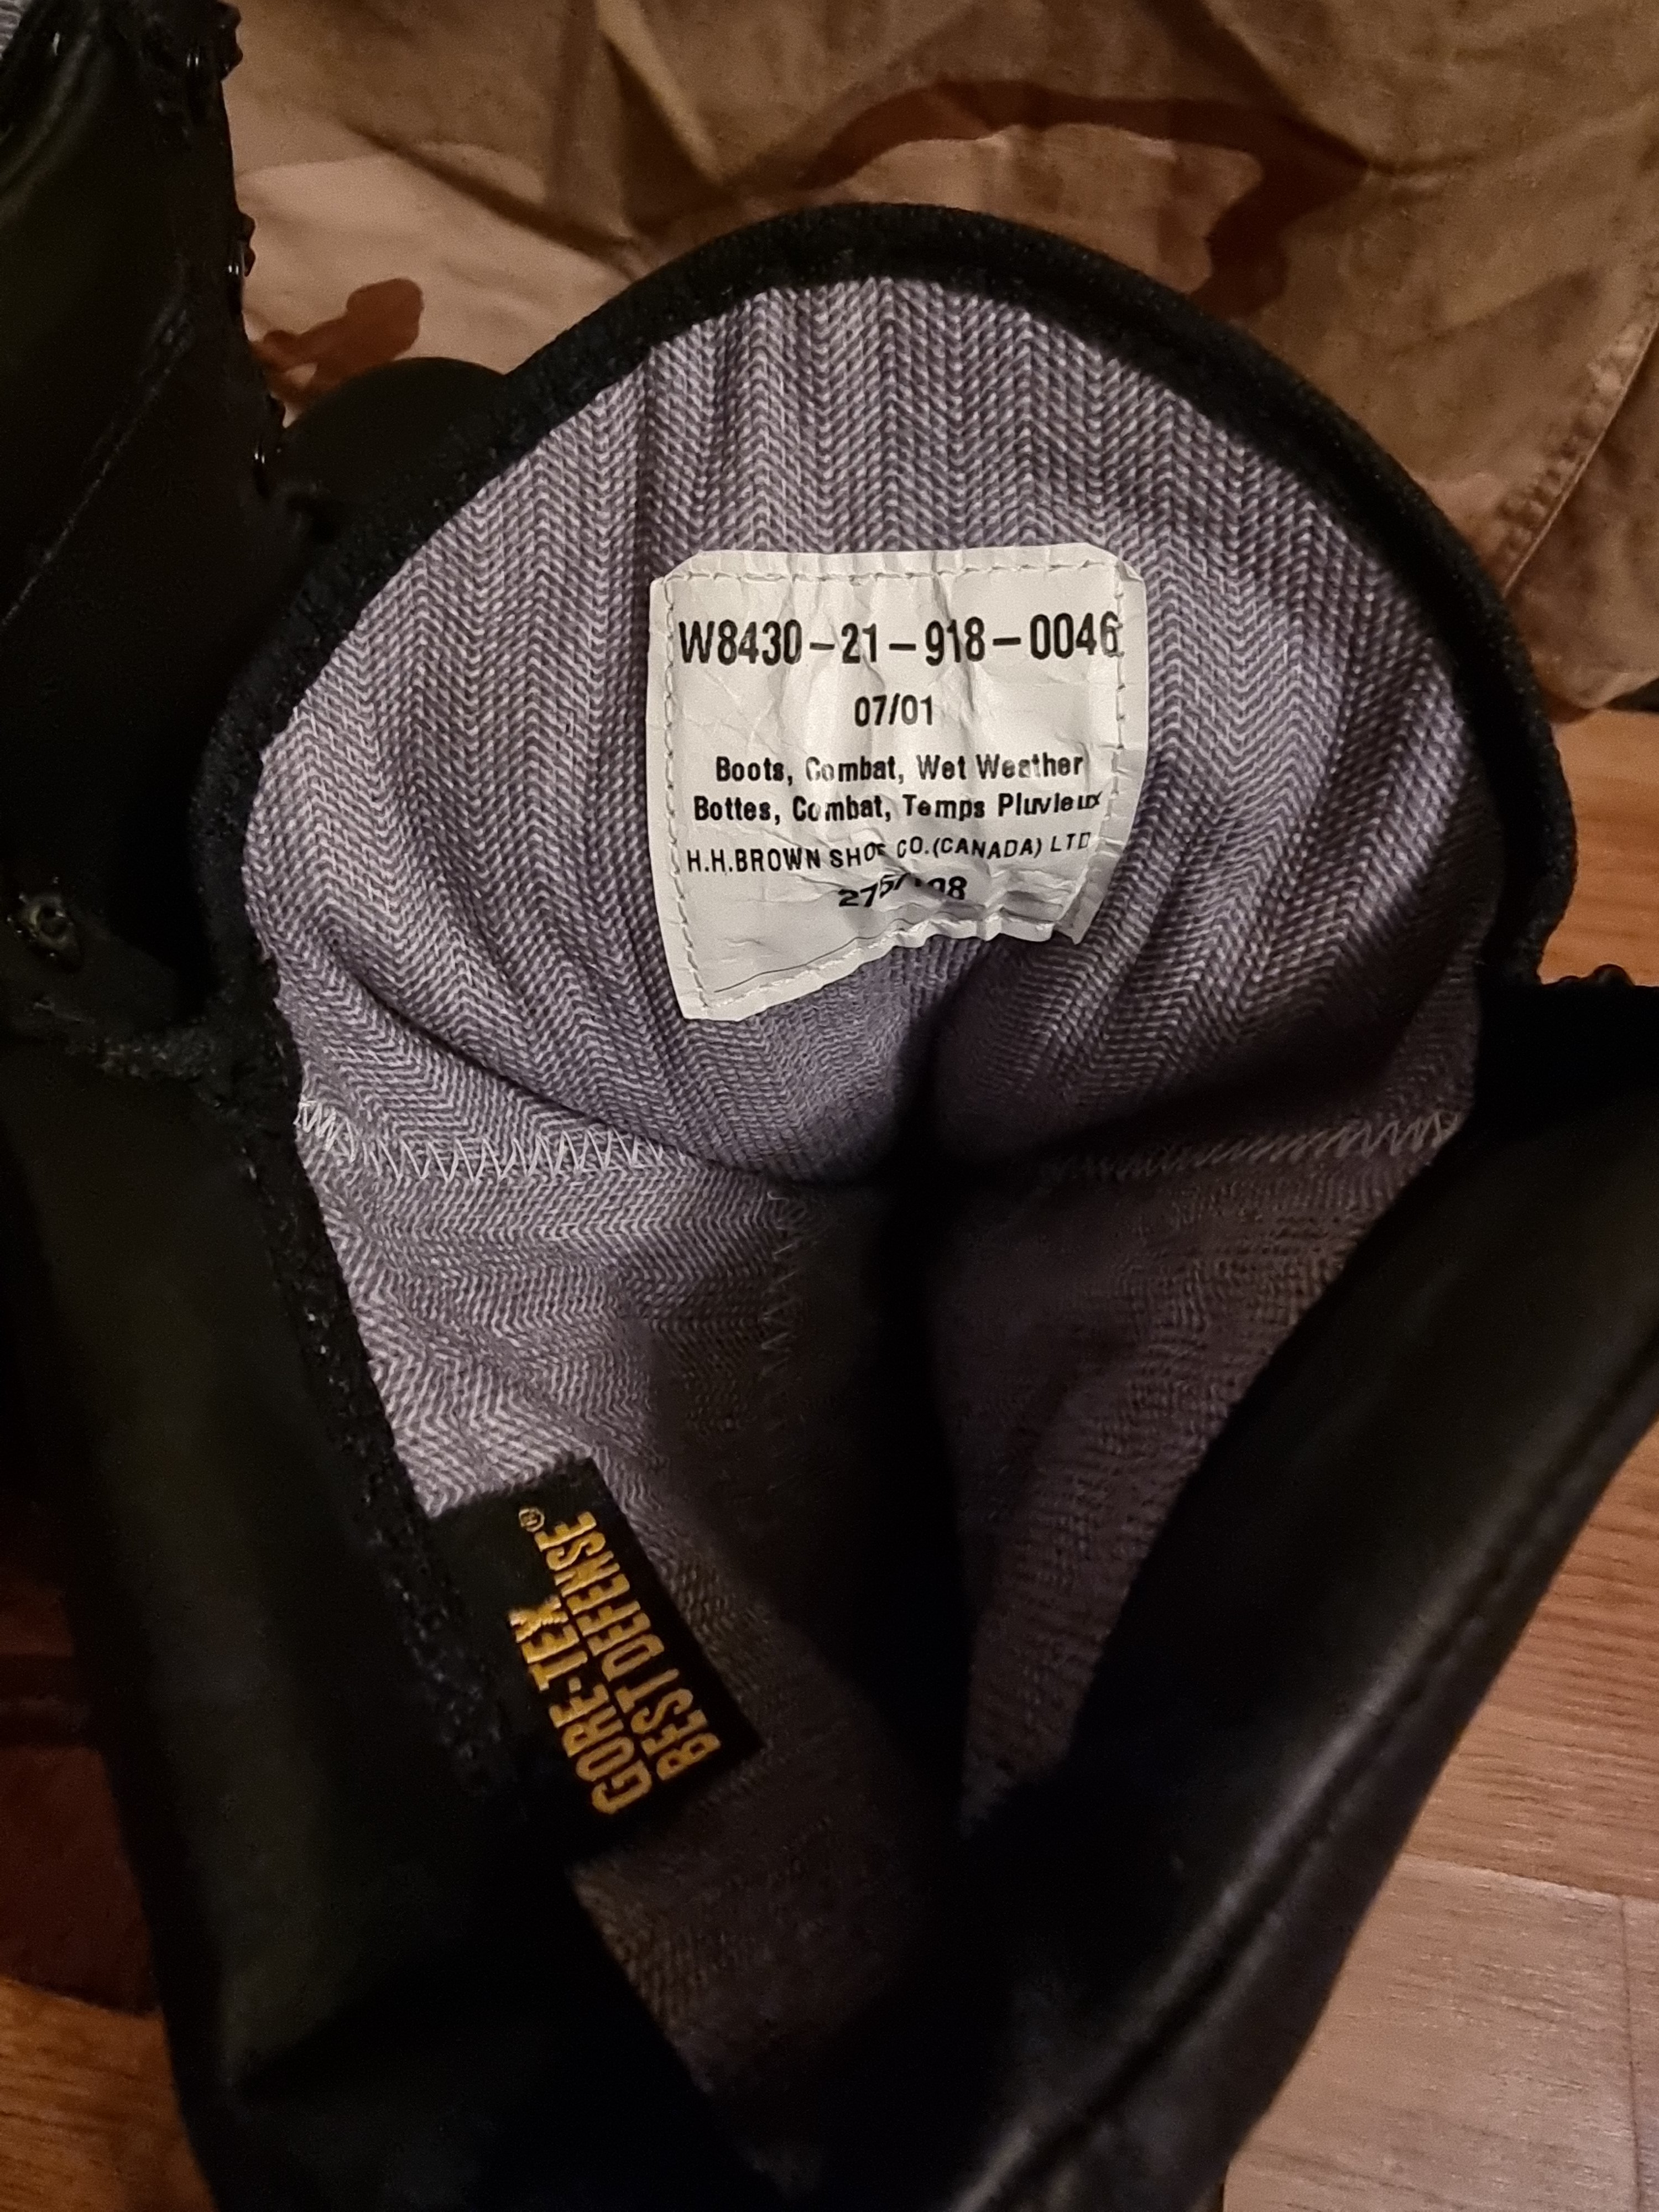 W8430-21-918-0046
07/01
Boots, Combat, Wet Weather
Bottes, Combat, Temps Pluvieux
H.H.BROWN SHOE CO.(CANADA) LTD
GORE-TEX®
BEST DEFENSE